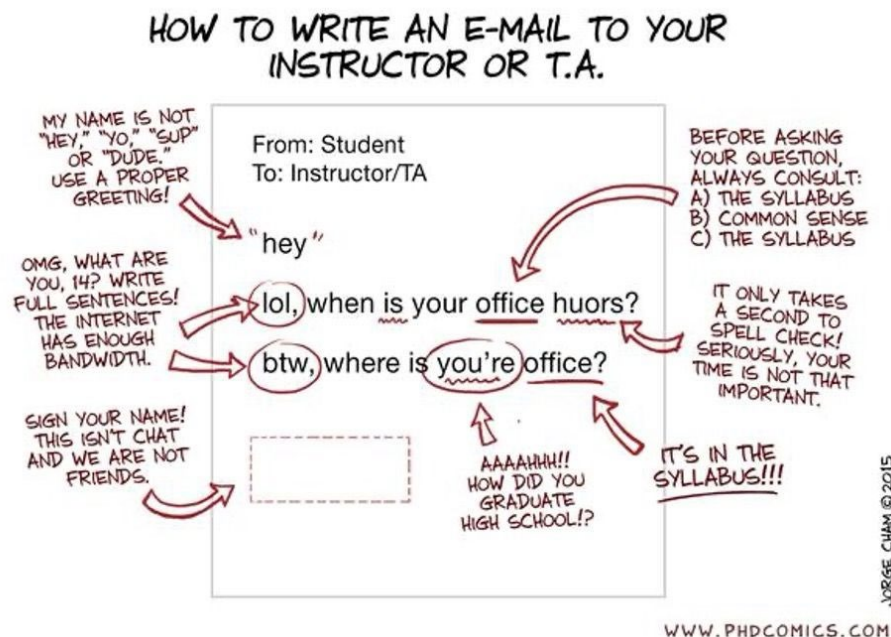 HOW TO WRITE AN E-MAIL TO YOUR
INSTRUCTOR OR T.A.
MY NAME IS NOT
"HEY," "YO," "SUP"
OR "DUDE."
USE A PROPER
GREETING!
From: Student
To: Instructor/TA
BEFORE ASKING
YOUR QUESTION,
ALWAYS CONSULT:
A) THE SYLLABUS
B) COMMON SENSE
C) THE SYLLABUS
"hey"
OMG, WHAT ARE
YOU, 14? WRITE
FULL SENTENCES!
THE INTERNET
HAS ENOUGH
BANDWIDTH.
lol, when is your office huors?
btw, where is you're office?
IT ONLY TAKES
A SECOND TO
SPELL CHECK!
SERIOUSLY, YOUR
TIME IS NOT THAT
IMPORTANT.
SIGN YOUR NAME!
THIS ISN'T CHAT
AND WE ARE NOT
FRIENDS.
AAAAHHH!!
HOW DID YOU
GRADUATE
HIGH SCHOOL!?
IT'S IN THE
SYLLABUS!!!
JORGE CHAM © 2015
WWW.PHDCOMICS.COM